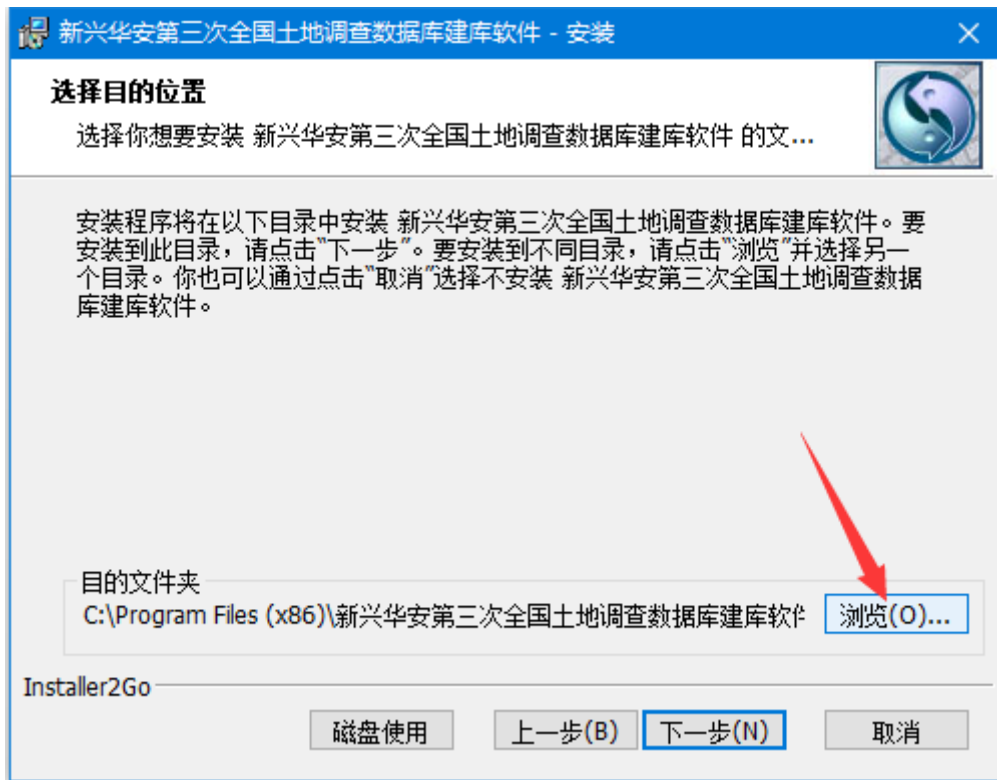 新兴华安第三次全国土地调查数据库建库软件 - 安装
选择目的位置
选择你想要安装 新兴华安第三次全国土地调查数据库建库软件 的文...
安装程序将在以下目录中安装 新兴华安第三次全国土地调查数据库建库软件。要
安装到此目录，请点击"下一步"。要安装到不同目录，请点击"浏览"并选择另一
个目录。你也可以通过点击"取消"选择不安装 新兴华安第三次全国土地调查数据
库建库软件。
目的文件夹
C:\Program Files (x86)\新兴华安第三次全国土地调查数据库建库软件
浏览(O)...
Installer2Go
磁盘使用
上一步(B)
下一步(N)
取消